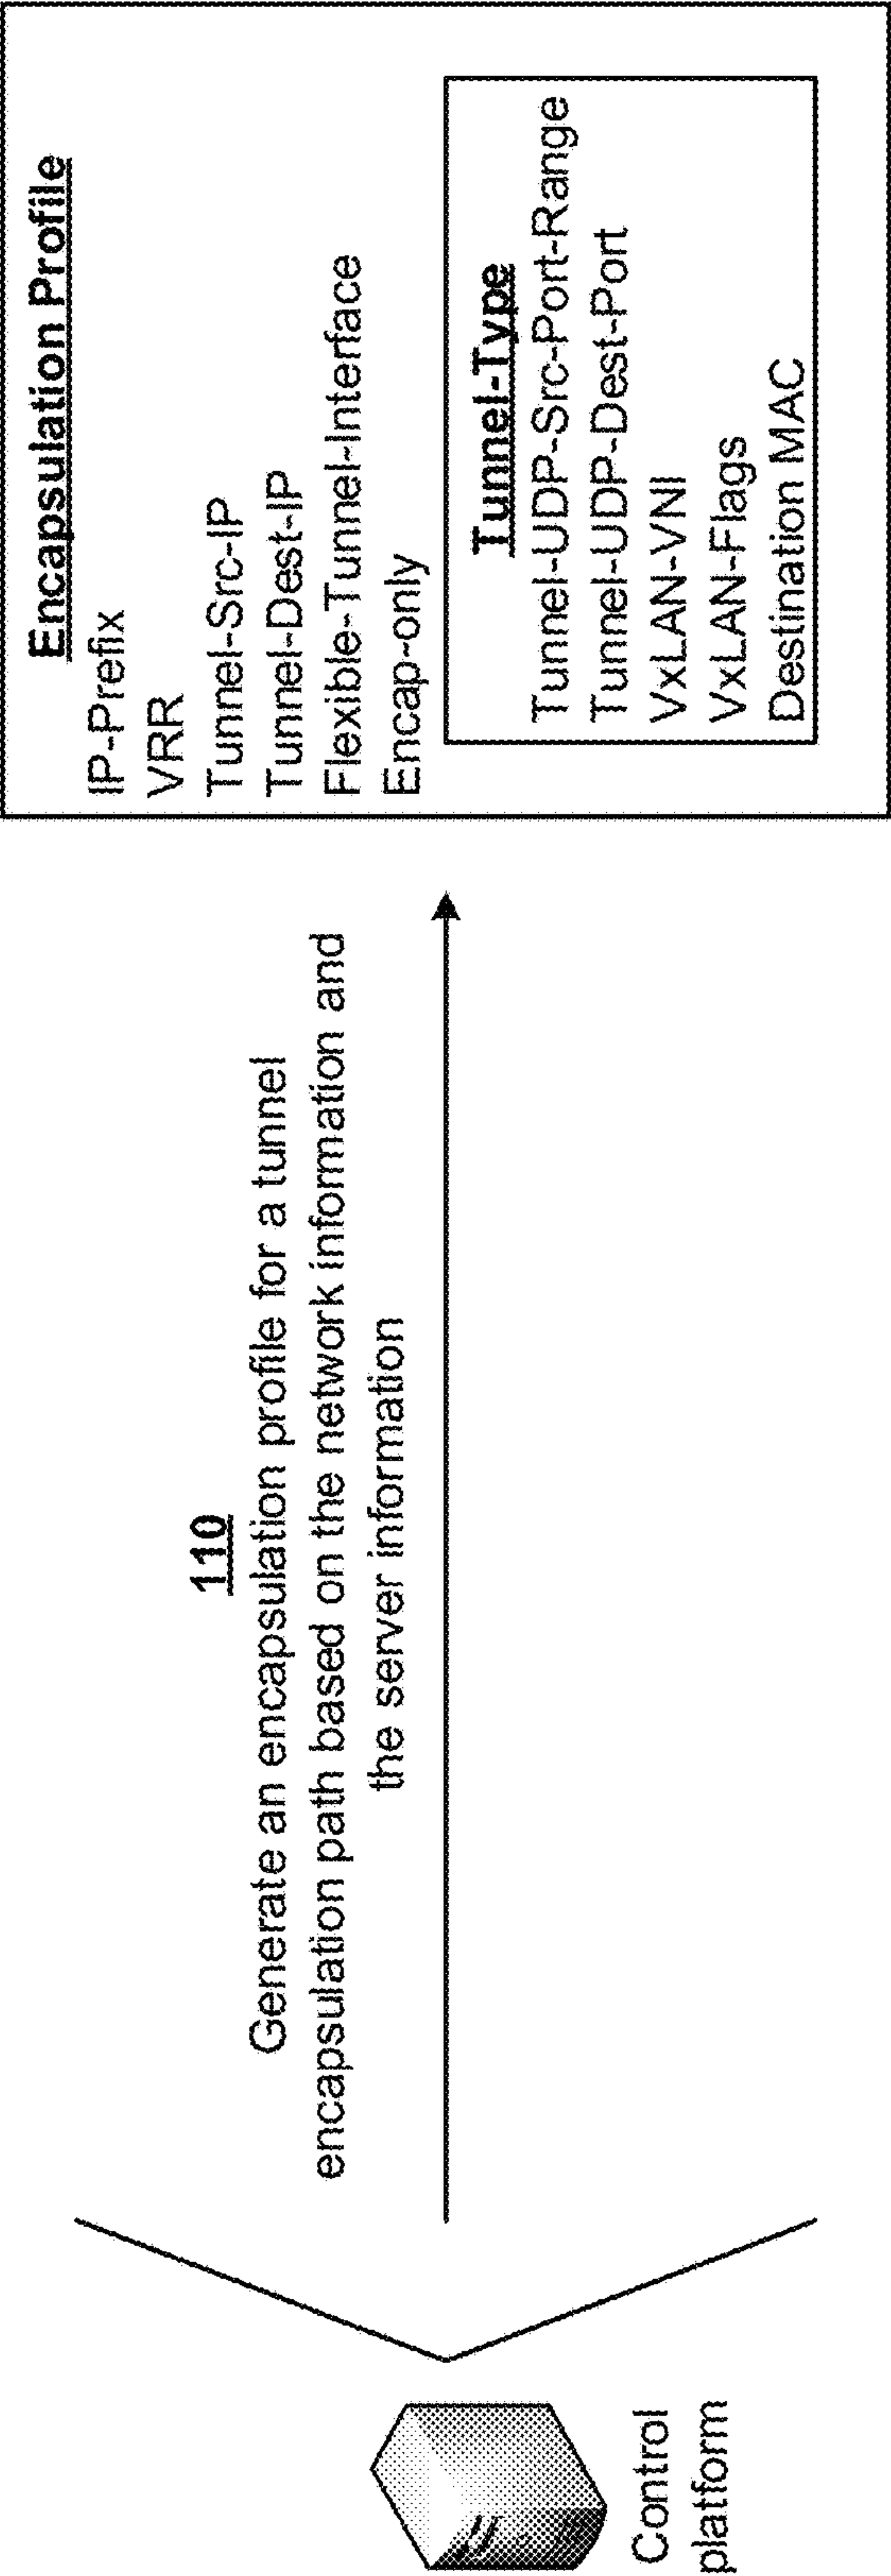 Control
platform
110
Generate an encapsulation profile for a tunnel
encapsulation path based on the network information and
the server information
Encapsulation Profile
IP-Prefix
VRR
Tunnel-Src-IP
Tunnel-Dest-IP
Flexible-Tunnel-Interface
Encap-only
Tunnel-Type
Tunnel-UDP-Src-Port-Range
Tunnel-UDP-Dest-Port
VxLAN-VNI
VxLAN-Flags
Destination MAC